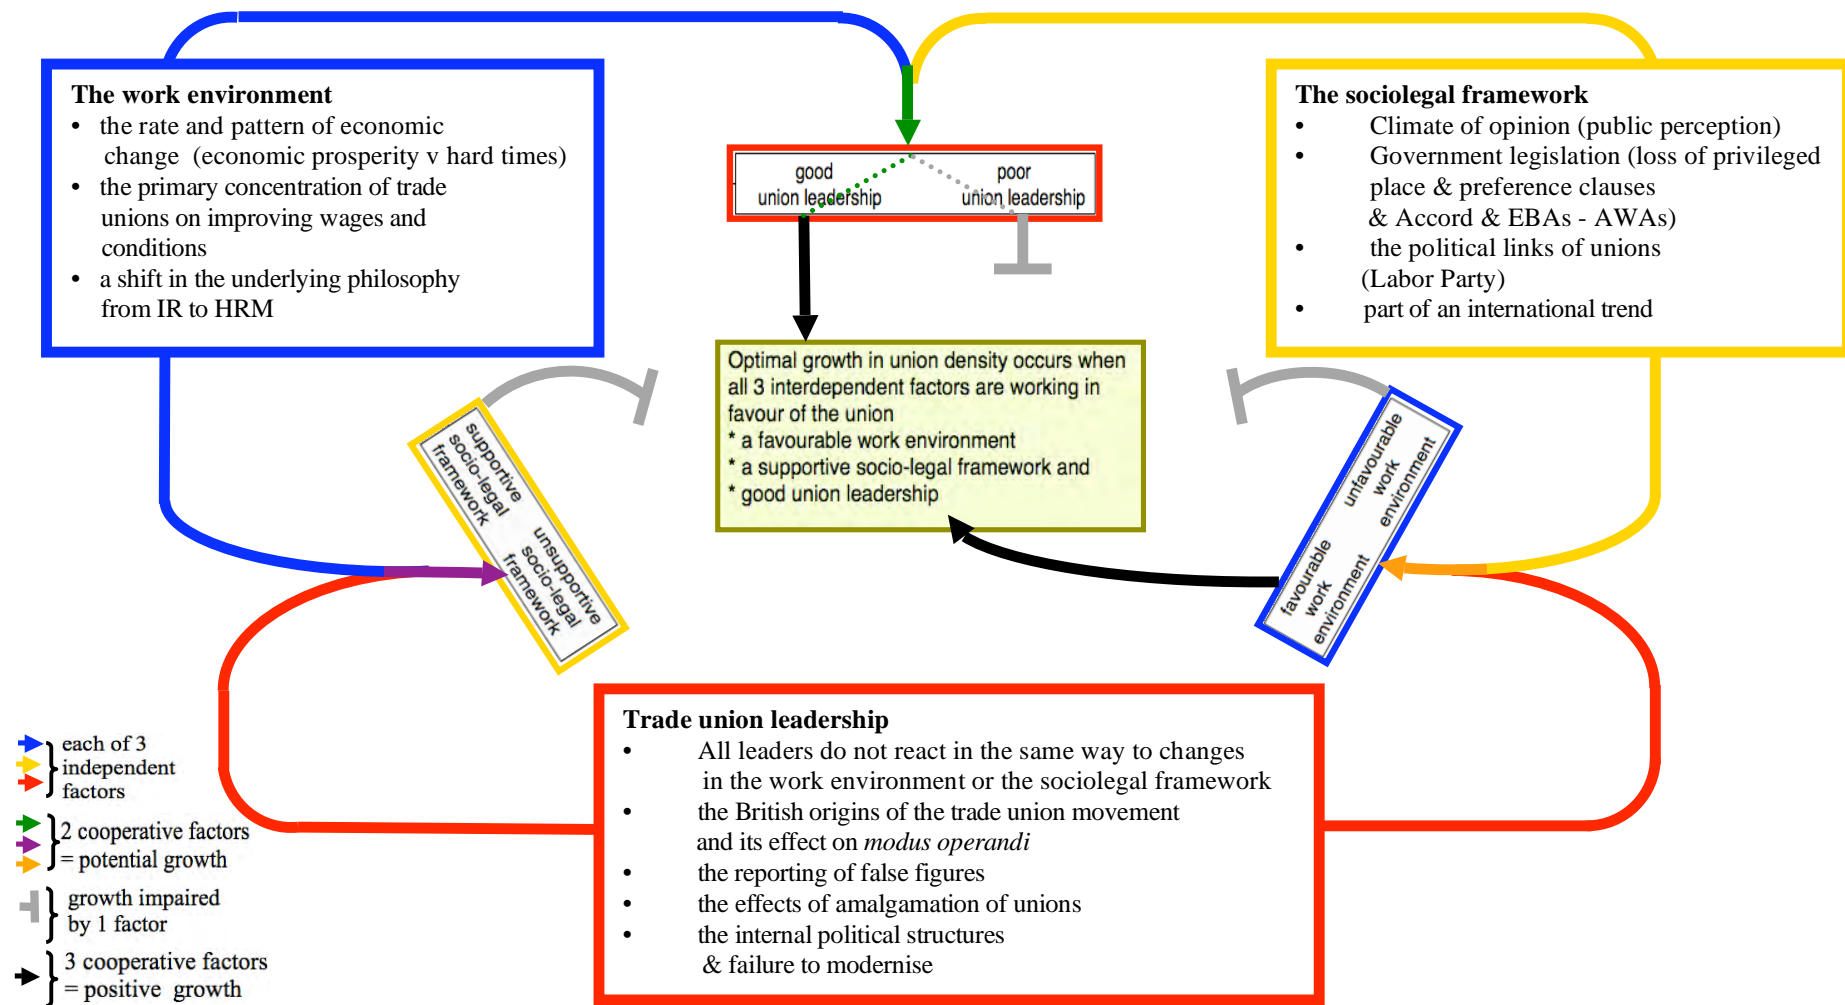 The work environment
• the rate and pattern of economic
change (economic prosperity v hard times)
• the primary concentration of trade
unions on improving wages and
conditions
• a shift in the underlying philosophy
from IR to HRM
good
union leadership
poor
union leadership
The sociolegal framework
• Climate of opinion (public perception)
• Government legislation (loss of privileged
place & preference clauses
& Accord & EBAs - AWAs)
• the political links of unions
(Labor Party)
• part of an international trend
Optimal growth in union density occurs when
all 3 interdependent factors are working in
favour of the union
* a favourable work environment
* a supportive socio-legal framework and
* good union leadership
supportive
socio-legal
framework
unsupportive
socio-legal
framework
favourable
work
environment
unfavourable
work
environment
Trade union leadership
• All leaders do not react in the same way to changes
in the work environment or the sociolegal framework
• the British origins of the trade union movement
and its effect on modus operandi
• the reporting of false figures
• the effects of amalgamation of unions
• the internal political structures
& failure to modernise
each of 3
independent
factors
2 cooperative factors
= potential growth
growth impaired
by 1 factor
3 cooperative factors
= positive growth